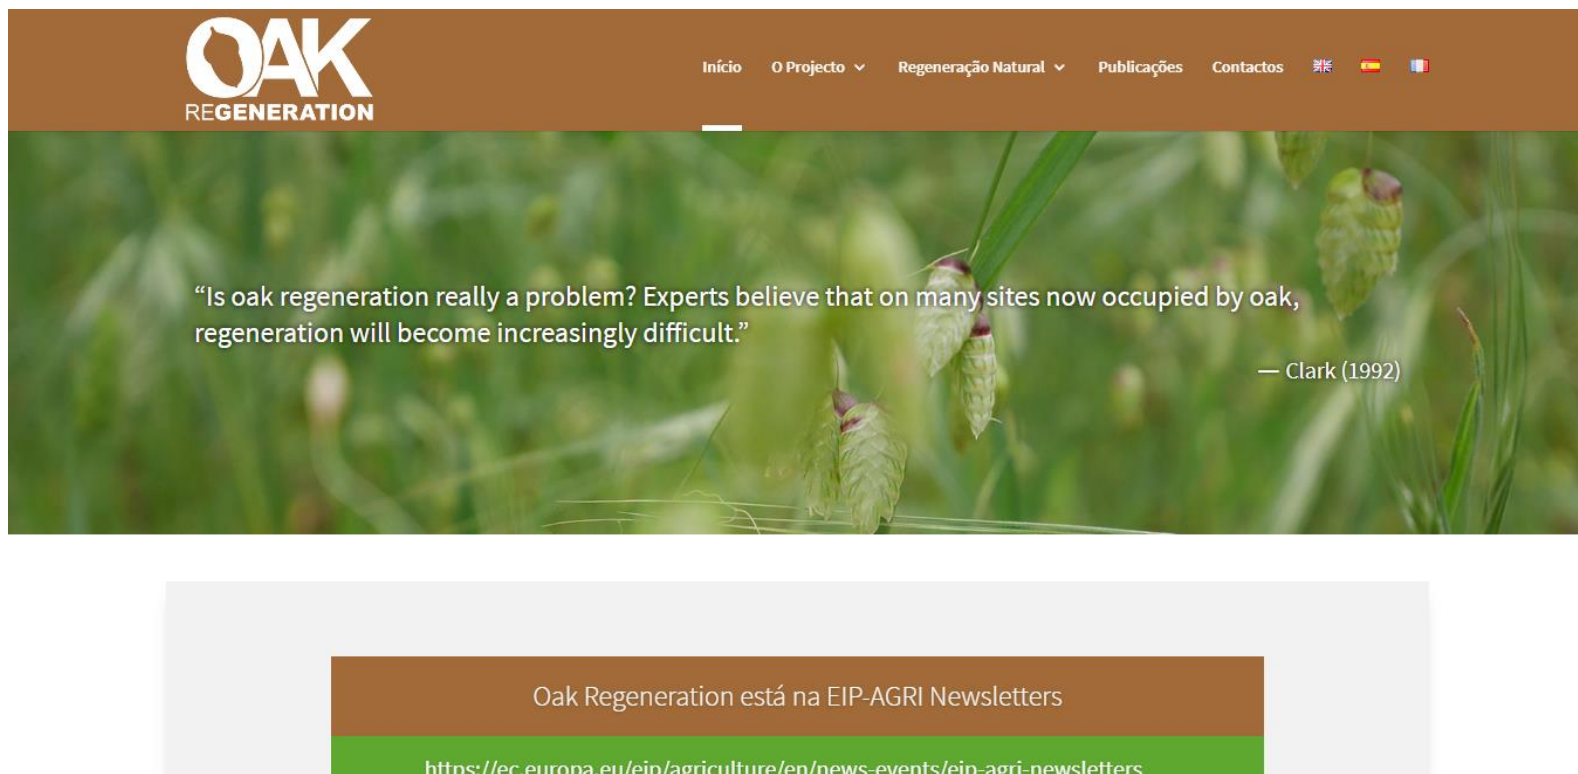 OAK
REGENERATION
Início O Projecto Regeneração Natural Publicações Contactos
“Is oak regeneration really a problem? Experts believe that on many sites now occupied by oak,
regeneration will become increasingly difficult.”
— Clark (1992)
Oak Regeneration está na EIP-AGRI Newsletters
https://ec.europa.eu/eip/agriculture/en/news-events/eip-agri-newsletters